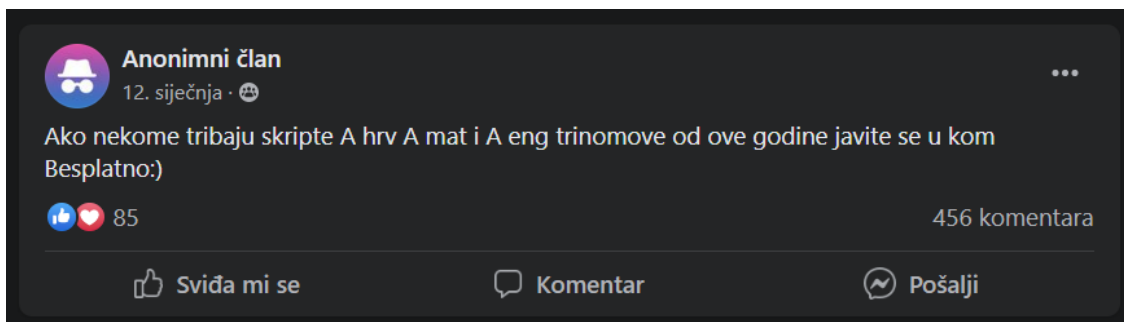 Anonimni član
12. siječnja ·
Ako nekome tribaju skripte A hrv A mat i A eng trinomove od ove godine javite se u kom
Besplatno:)
85
456 komentara
Sviđa mi se
Komentar
Pošalji